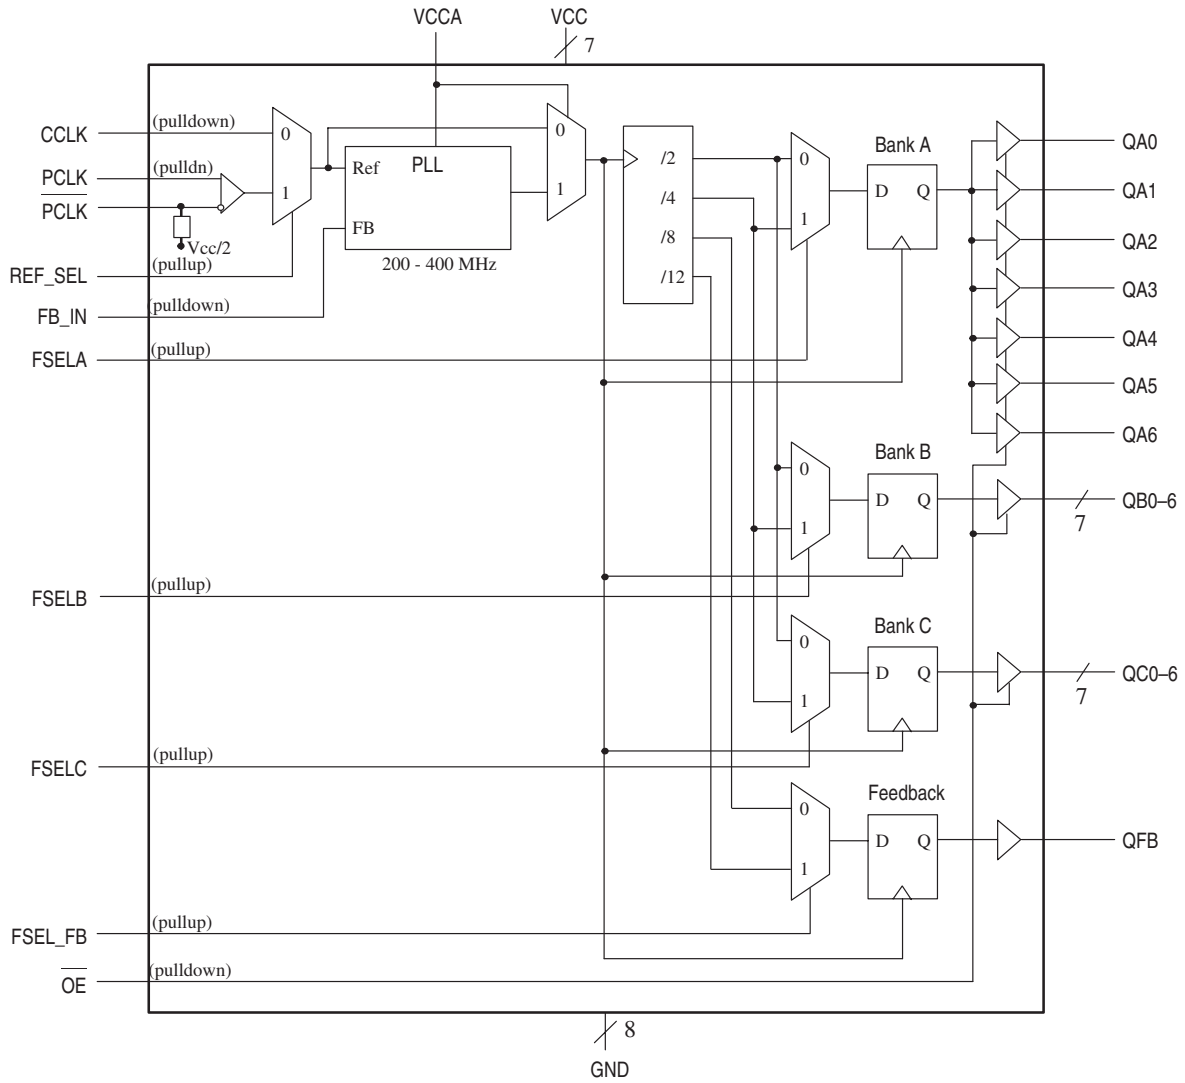 VCCA
VCC
7
CCLK
(pulldown)
0
1
PCLK
(pulldn)
PCLK
Vcc/2
REF_SEL
(pullup)
FB_IN
(pulldown)
FSELA
(pullup)
Ref
PLL
FB
200 - 400 MHz
0
1
/2
/4
/8
/12
0
1
Bank A
D
Q
QA0
QA1
QA2
QA3
QA4
QA5
QA6
Bank B
0
1
D
Q
7
QB0–6
FSELB
(pullup)
Bank C
0
1
D
Q
7
QC0–6
FSELC
(pullup)
Feedback
0
1
D
Q
QFB
FSEL_FB
(pullup)
OE
(pulldown)
8
GND